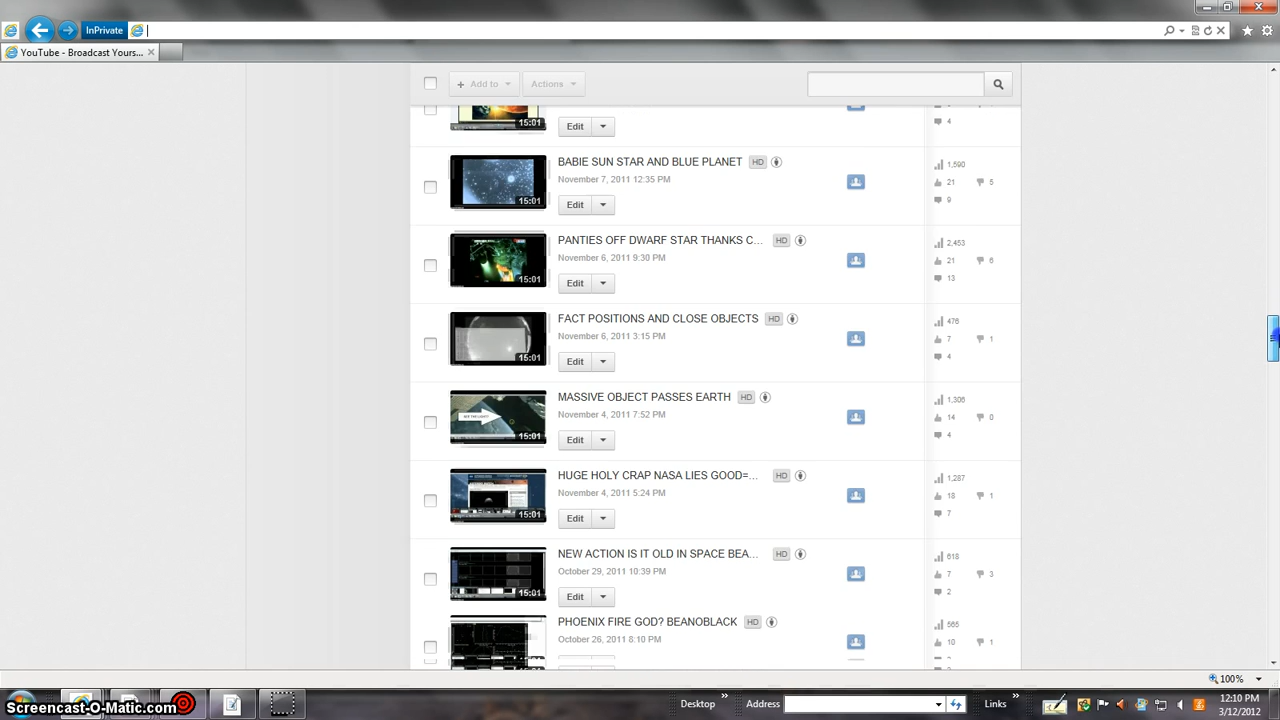 InPrivate
YouTube - Broadcast Yours...
+ Add to
Actions
15:01
Edit
4
BABIE SUN STAR AND BLUE PLANET HD
November 7, 2011 12:35 PM
15:01
Edit
1,590
21 5
9
PANTIES OFF DWARF STAR THANKS C... HD
November 6, 2011 9:30 PM
15:01
Edit
2,453
21 6
13
FACT POSITIONS AND CLOSE OBJECTS HD
November 6, 2011 3:15 PM
15:01
Edit
476
7 1
4
MASSIVE OBJECT PASSES EARTH HD
November 4, 2011 7:52 PM
15:01
Edit
1,306
14 0
4
HUGE HOLY CRAP NASA LIES GOOD=... HD
November 4, 2011 5:24 PM
15:01
Edit
1,287
18 1
7
NEW ACTION IS IT OLD IN SPACE BEA... HD
October 29, 2011 10:39 PM
15:01
Edit
618
7 3
2
PHOENIX FIRE GOD? BEANOBLACK HD
October 26, 2011 8:10 PM
565
10 1
100%
Screencast-O-Matic.com
Desktop
Address
Links
12:10 PM
3/12/2012